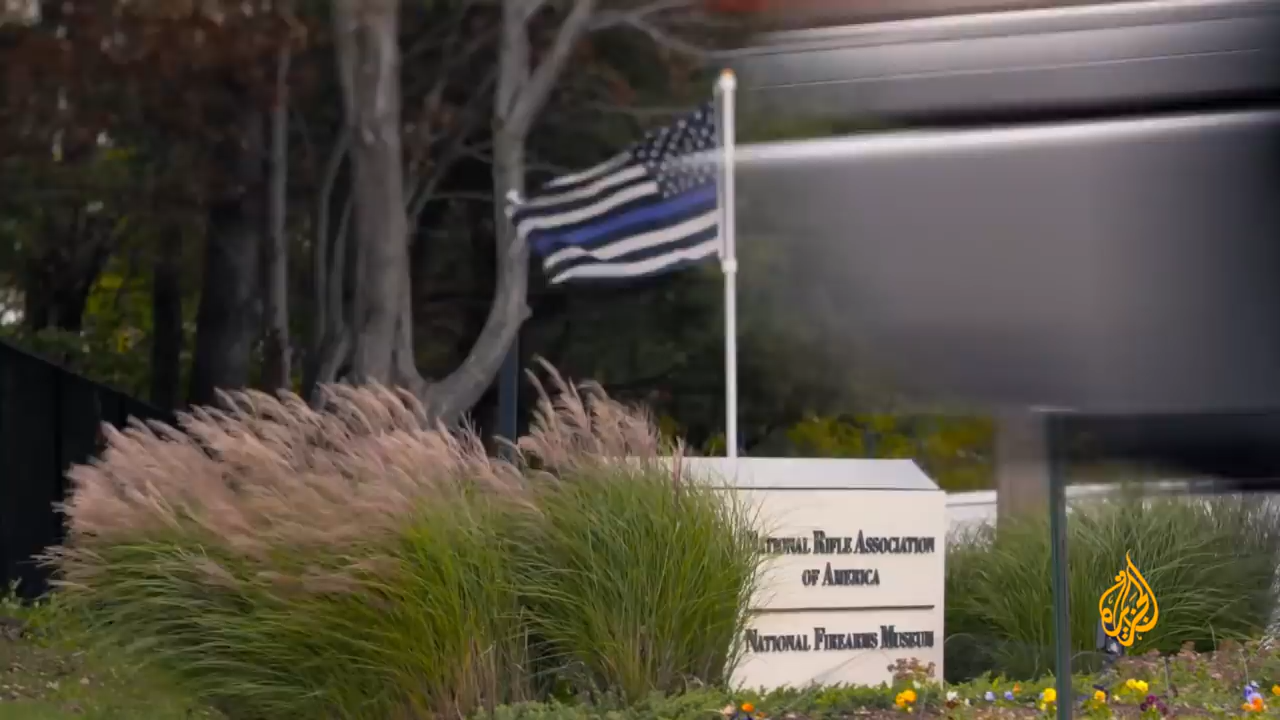 NATIONAL RIFLE ASSOCIATION
OF AMERICA
NATIONAL FIREARMS MUSEUM
الجزيرة